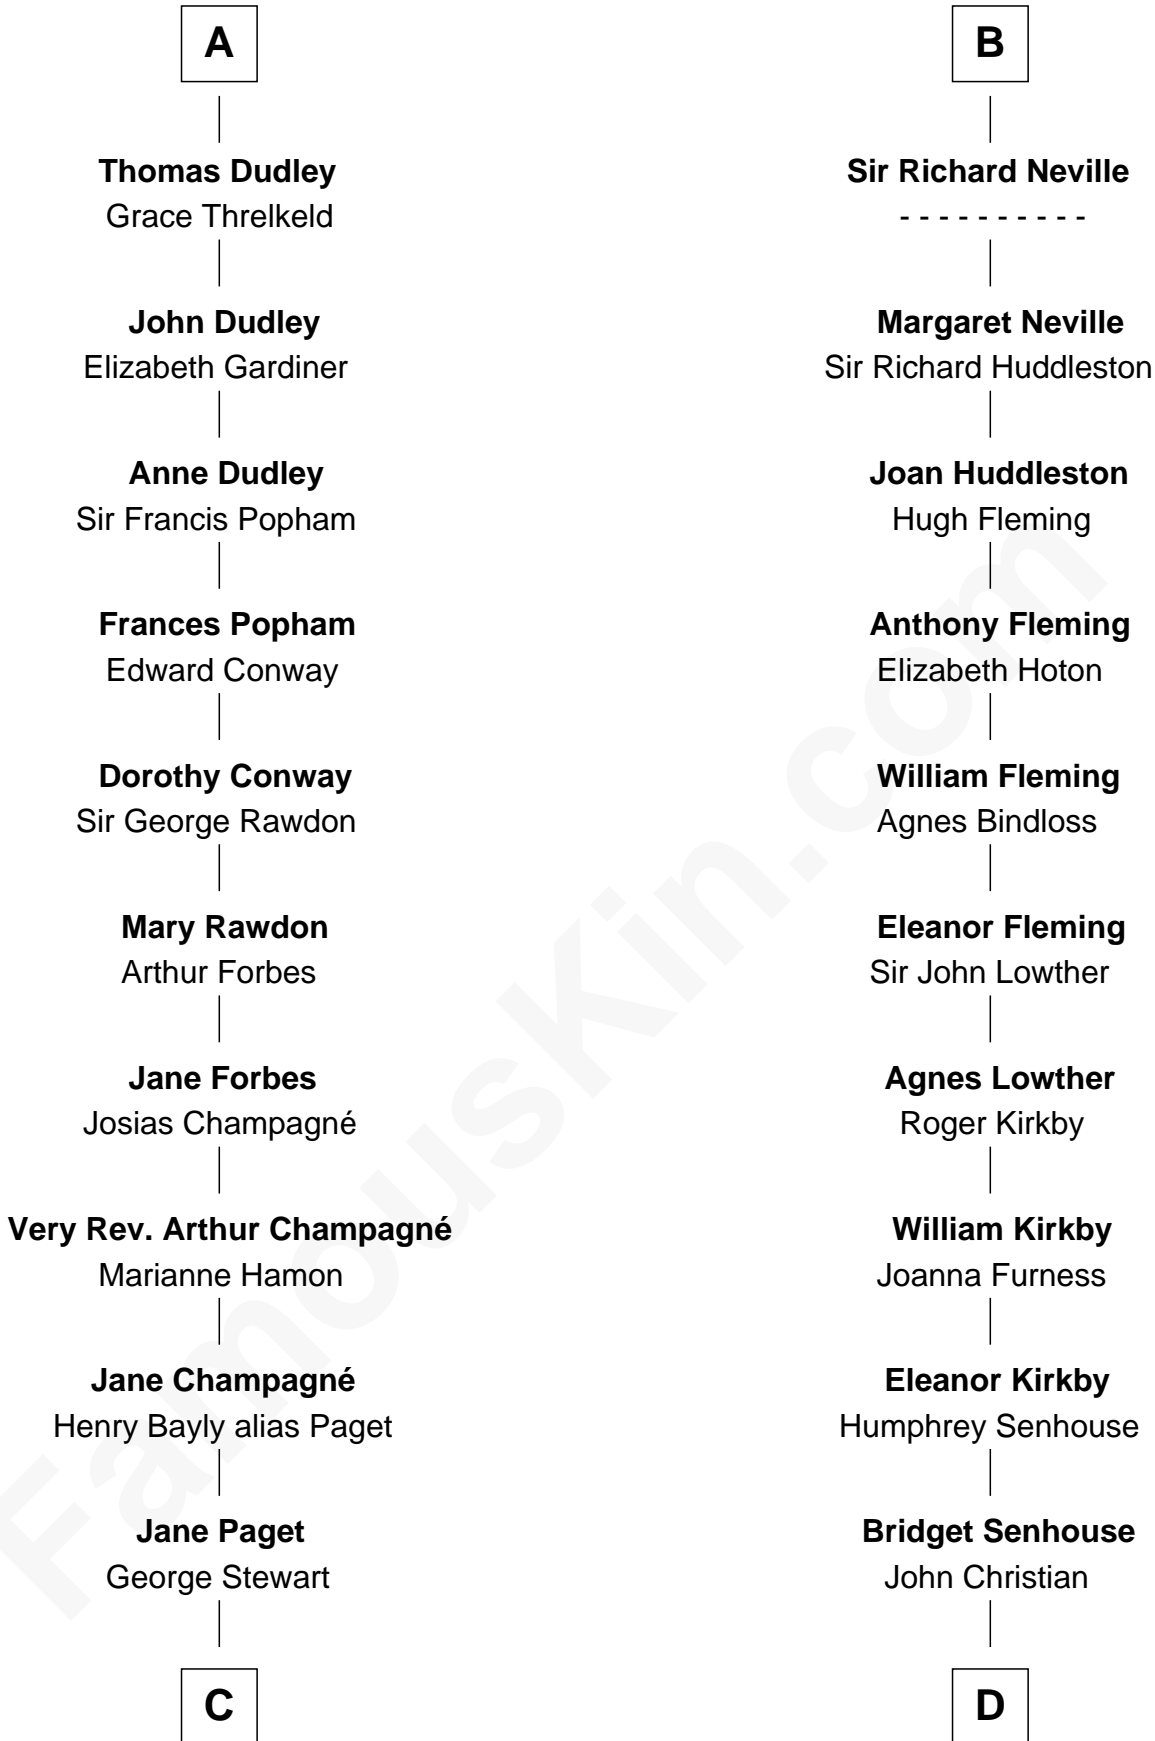 A
Thomas Dudley
Grace Threlkeld
John Dudley
Elizabeth Gardiner
Anne Dudley
Sir Francis Popham
Frances Popham
Edward Conway
Dorothy Conway
Sir George Rawdon
Mary Rawdon
Arthur Forbes
Jane Forbes
Josias Champagné
Very Rev. Arthur Champagné
Marianne Hamon
Jane Champagné
Henry Bayly alias Paget
Jane Paget
George Stewart
C
B
Sir Richard Neville
- - - - - - - - - -
Margaret Neville
Sir Richard Huddleston
Joan Huddleston
Hugh Fleming
Anthony Fleming
Elizabeth Hoton
William Fleming
Agnes Bindloss
Eleanor Fleming
Sir John Lowther
Agnes Lowther
Roger Kirkby
William Kirkby
Joanna Furness
Eleanor Kirkby
Humphrey Senhouse
Bridget Senhouse
John Christian
D
FamousKin.com